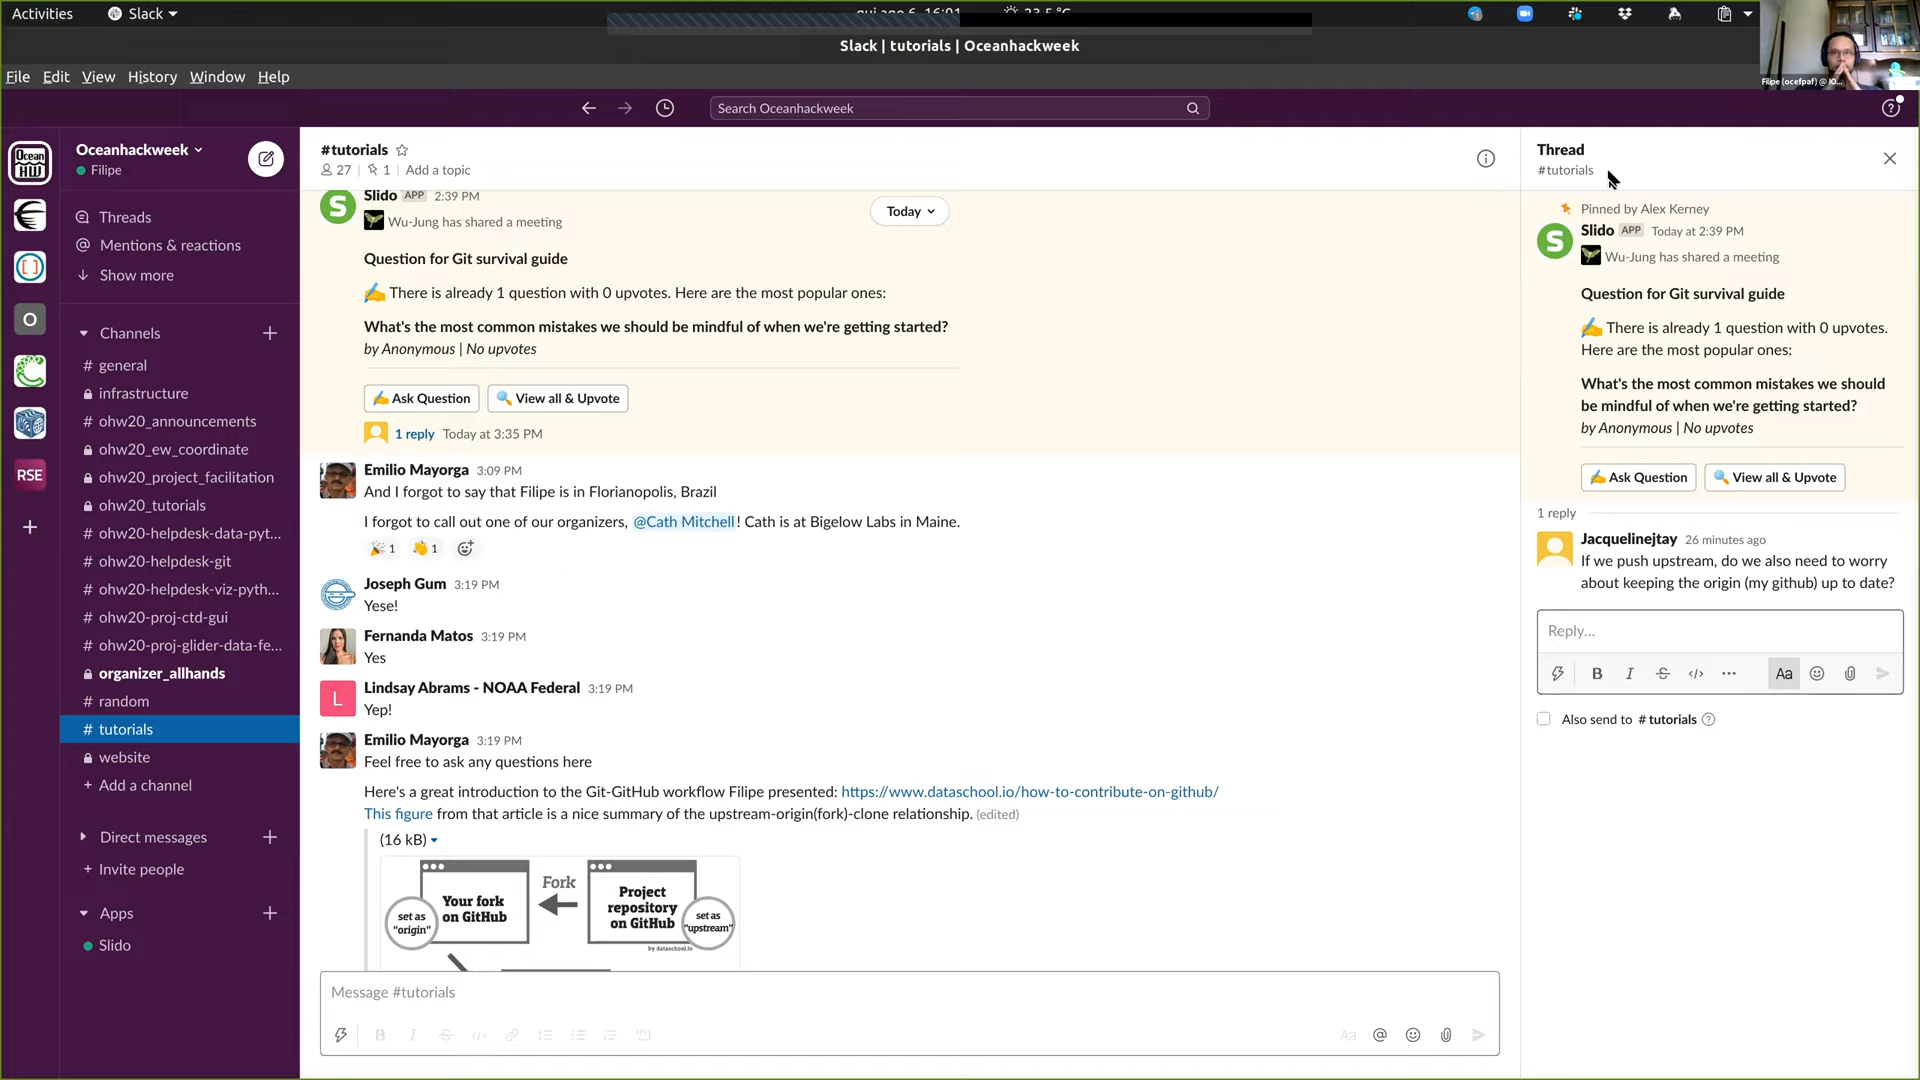 Activities
Slack
qui ago 6, 16:01
23.5 °C
Slack | tutorials | Oceanhackweek
Filipe (ocefpaf) @ IO...
File Edit View History Window Help
Search Oceanhackweek
Ocean HW
O
RSE
Oceanhackweek
Filipe
Threads
Mentions & reactions
Show more
Channels
# general
infrastructure
# ohw20_announcements
ohw20_ew_coordinate
ohw20_project_facilitation
ohw20_tutorials
# ohw20-helpdesk-data-pyt...
# ohw20-helpdesk-git
# ohw20-helpdesk-viz-pyth...
# ohw20-proj-ctd-gui
# ohw20-proj-glider-data-fe...
organizer_allhands
# random
# tutorials
website
+ Add a channel
Direct messages
+ Invite people
Apps
Slido
#tutorials
27 | 1 | Add a topic
Today
S
Slido APP 2:39 PM
Wu-Jung has shared a meeting
Question for Git survival guide
There is already 1 question with 0 upvotes. Here are the most popular ones:
What's the most common mistakes we should be mindful of when we're getting started?
by Anonymous | No upvotes
Ask Question
View all & Upvote
1 reply Today at 3:35 PM
Emilio Mayorga 3:09 PM
And I forgot to say that Filipe is in Florianopolis, Brazil
I forgot to call out one of our organizers, @Cath Mitchell! Cath is at Bigelow Labs in Maine.
1 1
Joseph Gum 3:19 PM
Yese!
Fernanda Matos 3:19 PM
Yes
L
Lindsay Abrams - NOAA Federal 3:19 PM
Yep!
Emilio Mayorga 3:19 PM
Feel free to ask any questions here
Here's a great introduction to the Git-GitHub workflow Filipe presented: https://www.dataschool.io/how-to-contribute-on-github/
This figure from that article is a nice summary of the upstream-origin(fork)-clone relationship. (edited)
(16 kB)
Your fork
on GitHub
set as
"origin"
Fork
Project
repository
on GitHub
set as
"upstream"
by dataschool.io
Message #tutorials
B I S </>
Aa @
Thread
#tutorials
Pinned by Alex Kerney
S
Slido APP Today at 2:39 PM
Wu-Jung has shared a meeting
Question for Git survival guide
There is already 1 question with 0 upvotes.
Here are the most popular ones:
What's the most common mistakes we should
be mindful of when we're getting started?
by Anonymous | No upvotes
Ask Question
View all & Upvote
1 reply
Jacquelinejtay 26 minutes ago
If we push upstream, do we also need to worry
about keeping the origin (my github) up to date?
Reply...
B I S </> ... Aa
Also send to # tutorials